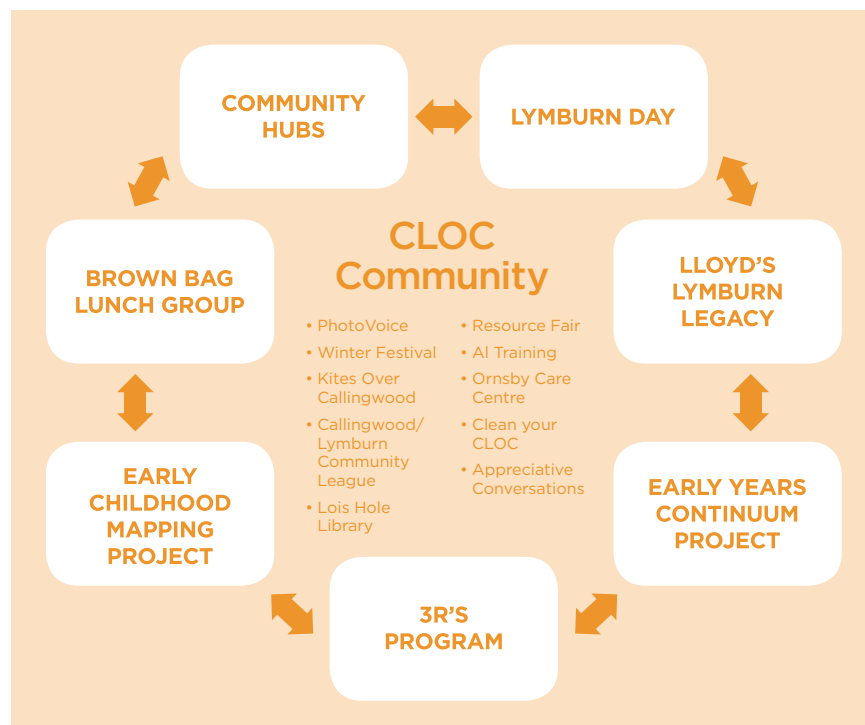 COMMUNITY
HUBS
LYMBURN DAY
BROWN BAG
LUNCH GROUP
CLOC
Community
LLOYD'S
LYMBURN
LEGACY
• PhotoVoice
• Winter Festival
• Kites Over
Callingwood
• Callingwood/
Lymburn
Community
League
• Lois Hole
Library
• Resource Fair
• AI Training
• Ornsby Care
Centre
• Clean your
CLOC
• Appreciative
Conversations
EARLY
CHILDHOOD
MAPPING
PROJECT
EARLY YEARS
CONTINUUM
PROJECT
3R'S
PROGRAM